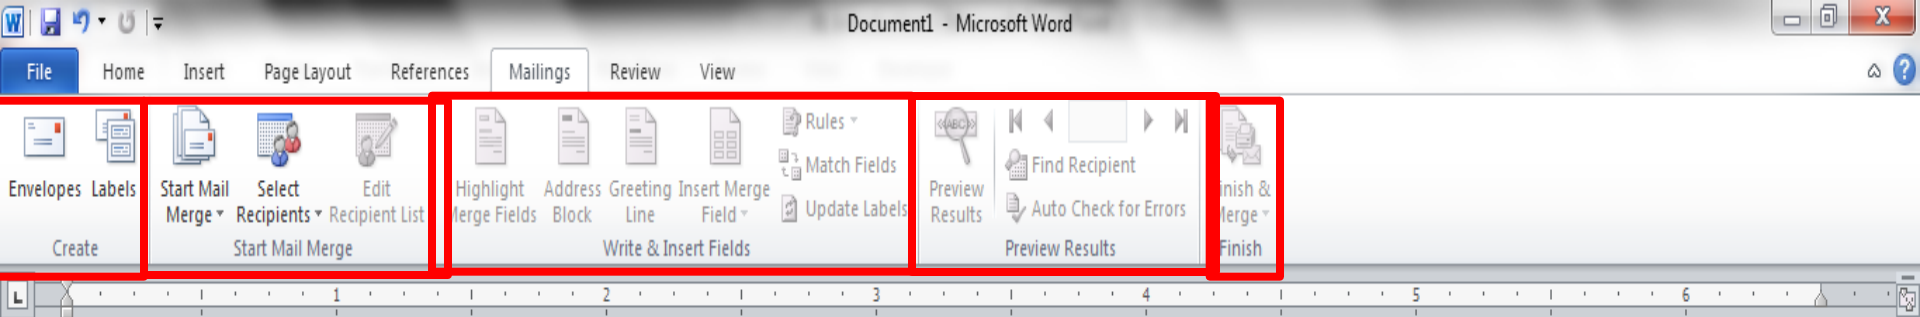 Document1 - Microsoft Word
File Home Insert Page Layout References Mailings Review View
Envelopes Labels
Create
Start Mail Merge
Select Recipients
Edit Recipient List
Start Mail Merge
Highlight Merge Fields
Address Block
Greeting Line
Insert Merge Field
Rules
Match Fields
Update Labels
Write & Insert Fields
«ABC»
Preview Results
Find Recipient
Auto Check for Errors
Preview Results
Finish & Merge
Finish
1 2 3 4 5 6